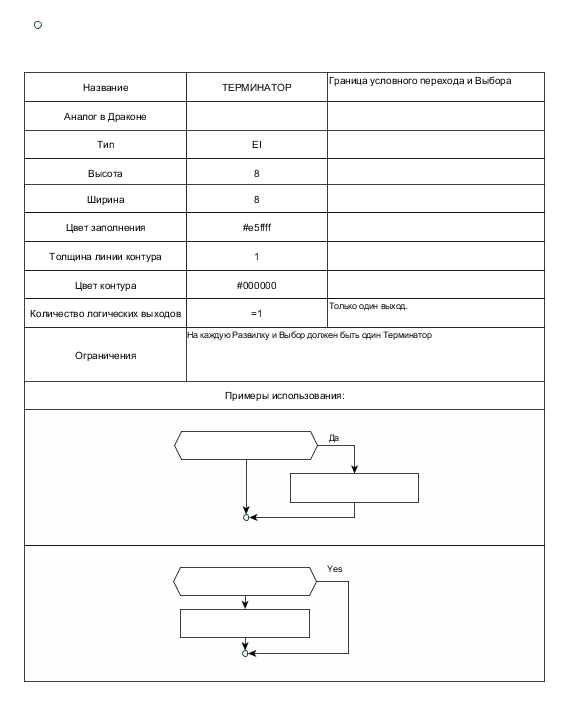 Название ТЕРМИНАТОР Граница условного перехода и Выбора
Аналог в Драконе
Тип EI
Высота 8
Ширина 8
Цвет заполнения #e5ffff
Толщина линии контура 1
Цвет контура #000000
Количество логических выходов =1 Только один выход.
Ограничения На каждую Развилку и Выбор должен быть один Терминатор
Примеры использования:
Да
Yes